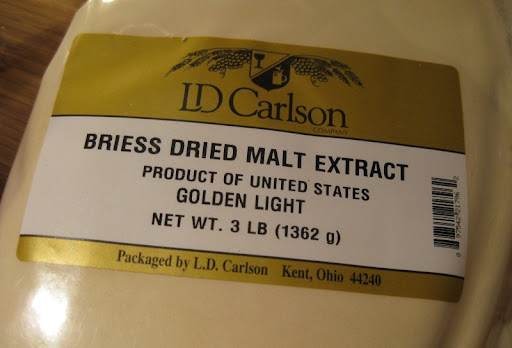 LD Carlson
COMPANY
BRIESS DRIED MALT EXTRACT
PRODUCT OF UNITED STATES
GOLDEN LIGHT
NET WT. 3 LB (1362 g)
Packaged by L.D. Carlson Kent, Ohio 44240